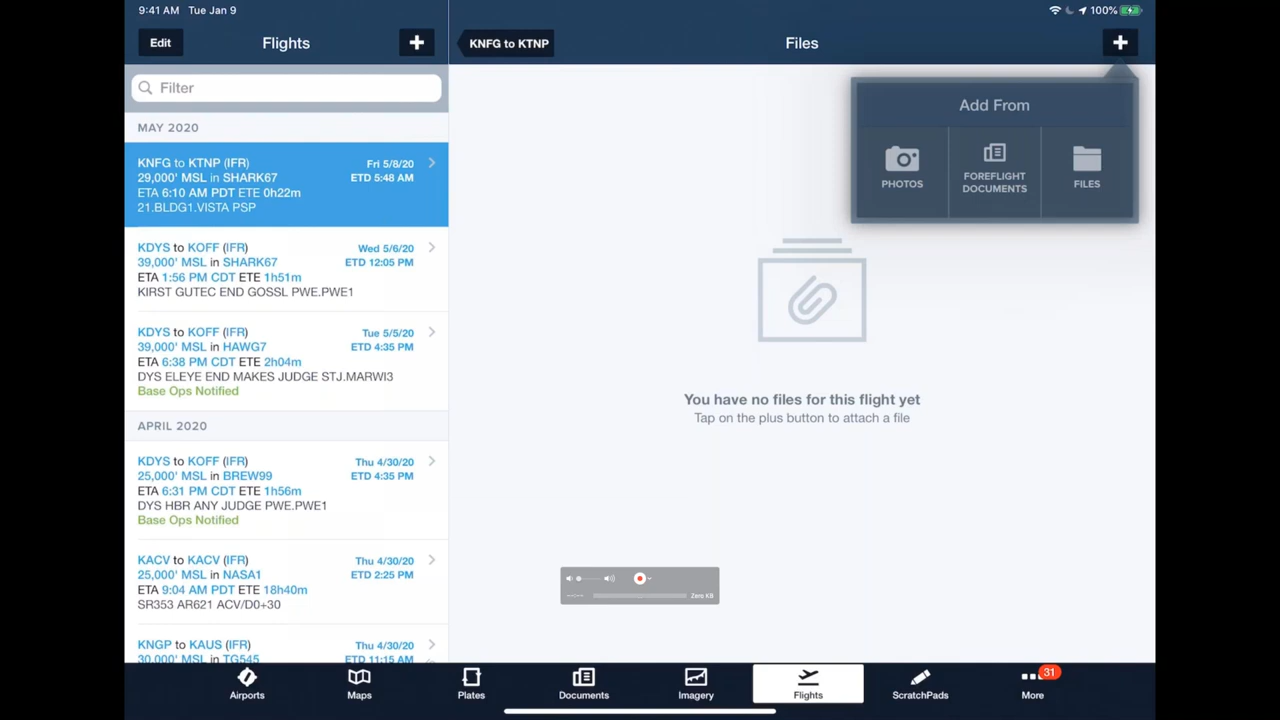 9:41 AM Tue Jan 9
100%
Edit
Flights
KNFG to KTNP
Files
Filter
MAY 2020
KNFG to KTNP (IFR)
Fri 5/8/20
29,000' MSL in SHARK67
ETD 5:48 AM
ETA 6:10 AM PDT ETE 0h22m
21.BLDG1.VISTA PSP
KDYS to KOFF (IFR)
Wed 5/6/20
39,000' MSL in SHARK67
ETD 12:05 PM
ETA 1:56 PM CDT ETE 1h51m
KIRST GUTEC END GOSSL PWE.PWE1
KDYS to KOFF (IFR)
Tue 5/5/20
39,000' MSL in HAWG7
ETD 4:35 PM
ETA 6:38 PM CDT ETE 2h04m
DYS ELEYE END MAKES JUDGE STJ.MARWI3
Base Ops Notified
APRIL 2020
KDYS to KOFF (IFR)
Thu 4/30/20
25,000' MSL in BREW99
ETD 4:35 PM
ETA 6:31 PM CDT ETE 1h56m
DYS HBR ANY JUDGE PWE.PWE1
Base Ops Notified
KACV to KACV (IFR)
Thu 4/30/20
25,000' MSL in NASA1
ETD 2:25 PM
ETA 9:04 AM PDT ETE 18h40m
SR353 AR621 ACV/D0+30
KNGP to KAUS (IFR)
Thu 4/30/20
30,000' MSL in TG545
ETD 11:15 AM
Add From
PHOTOS
FOREFLIGHT
DOCUMENTS
FILES
You have no files for this flight yet
Tap on the plus button to attach a file
--:--
Zero KB
Airports
Maps
Plates
Documents
Imagery
Flights
ScratchPads
31
More